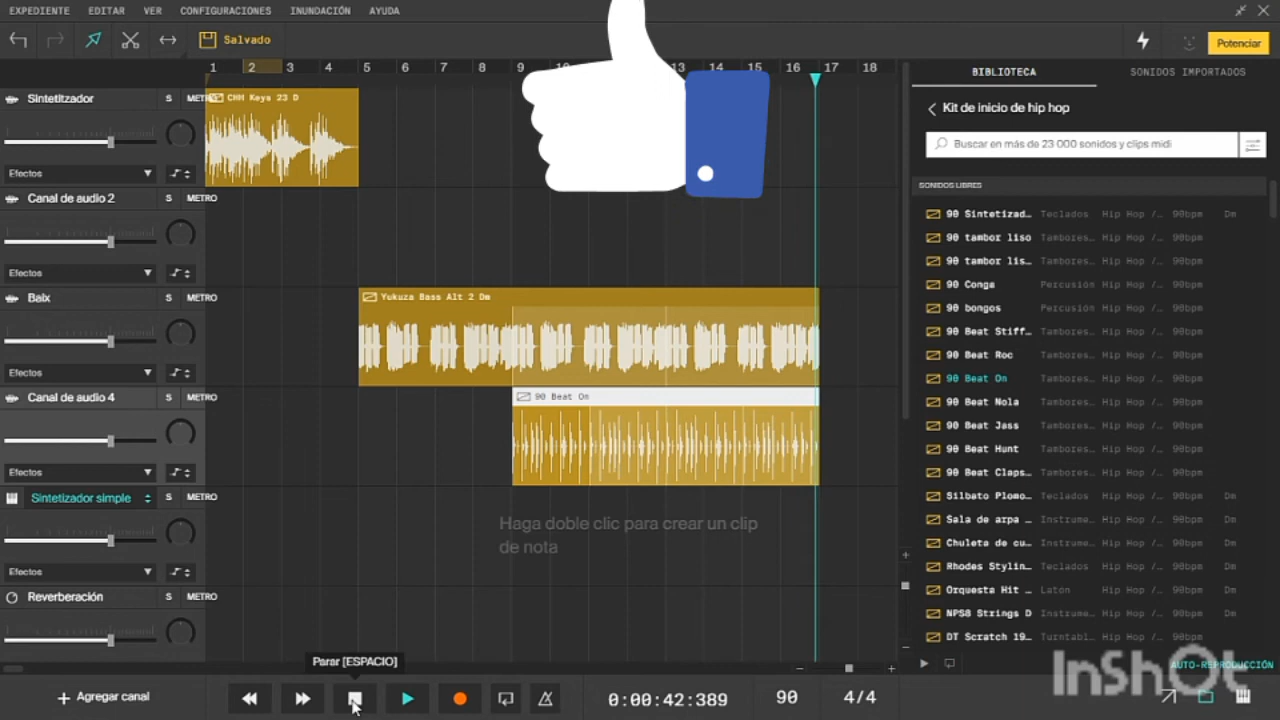 EXPEDIENTE EDITAR VER CONFIGURACIONES INUNDACIÓN AYUDA
Salvado Potenciar
1 2 3 4 5 6 7 8 9 10 13 14 15 16 17 18
BIBLIOTECA SONIDOS IMPORTADOS
Sintetitzador S METRO
CHH Keys 23 D
Kit de inicio de hip hop
Buscar en más de 23 000 sonidos y clips midi
Efectos
SONIDOS LIBRES
Canal de audio 2 S METRO
Efectos
Baix S METRO
Yukuza Bass Alt 2 Dm
Efectos
Canal de audio 4 S METRO
90 Beat On
Efectos
Sintetizador simple S METRO
Haga doble clic para crear un clip
de nota
Efectos
Reverberación S METRO
90 Sintetizad… Teclados Hip Hop /… 90bpm Dm
90 tambor liso Tambores… Hip Hop /… 90bpm
90 tambor lis… Tambores… Hip Hop /… 90bpm
90 Conga Percusión Hip Hop /… 90bpm
90 bongos Percusión Hip Hop /… 90bpm
90 Beat Stiff… Tambores… Hip Hop /… 90bpm
90 Beat Roc Tambores… Hip Hop /… 90bpm
90 Beat On Tambores… Hip Hop /… 90bpm
90 Beat Nola Tambores… Hip Hop /… 90bpm
90 Beat Jass Tambores… Hip Hop /… 90bpm
90 Beat Hunt Tambores… Hip Hop /… 90bpm
90 Beat Claps… Tambores… Hip Hop /… 90bpm
Silbato Plomo… Teclados Hip Hop /… 90bpm Dm
Sala de arpa … Instrume… Hip Hop /… 90bpm Dm
Chuleta de cu… Instrume… Hip Hop /… 90bpm Dm
Rhodes Stylin… Teclados Hip Hop /… 90bpm Dm
Orquesta Hit … Laton Hip Hop /… 90bpm Dm
NPS8 Strings D Instrume… Hip Hop /… 90bpm Dm
DT Scratch 19… Turntabl… Hip Hop /… 90bpm Dm
Parar [ESPACIO]
AUTO-REPRODUCCIÓN
InShOt
+ Agregar canal 0:00:42:389 90 4/4